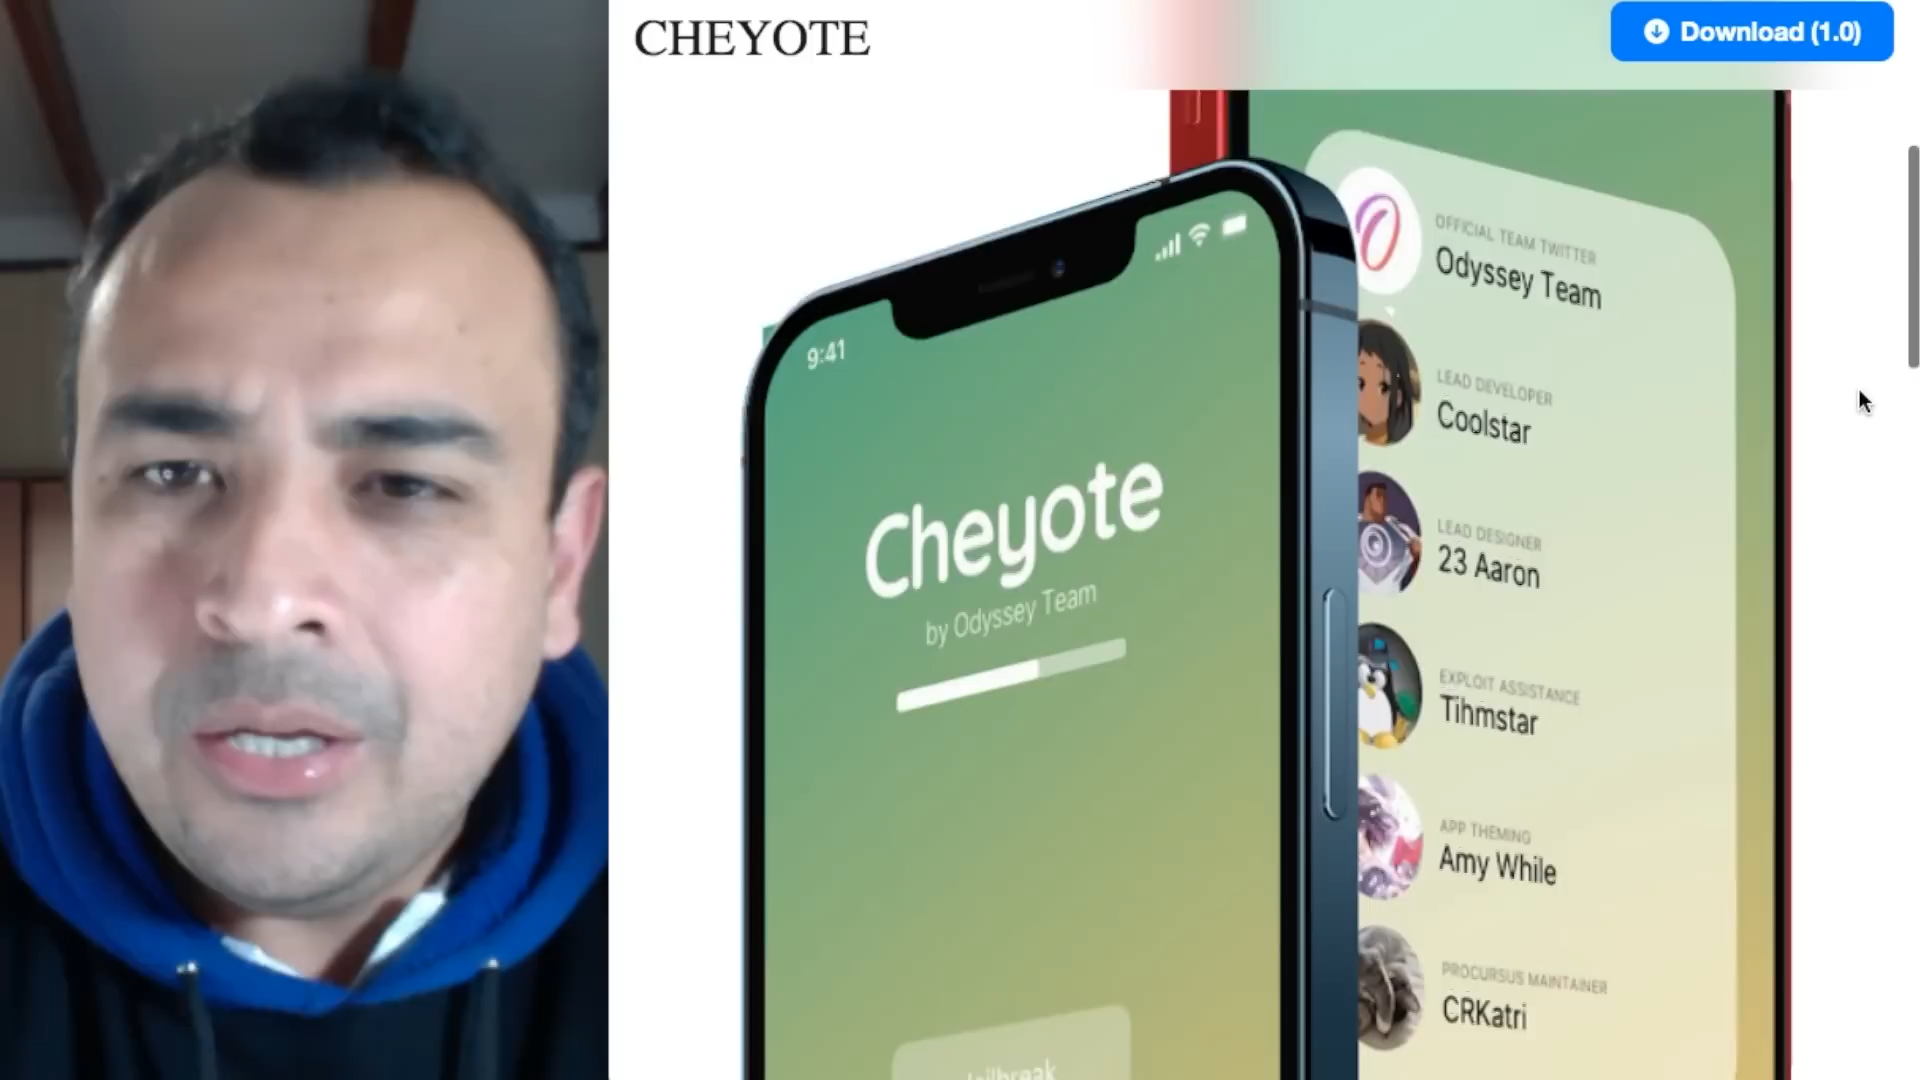 CHEYOTE
Download (1.0)
9:41
Cheyote
by Odyssey Team
Jailbreak
OFFICIAL TEAM TWITTER
Odyssey Team
LEAD DEVELOPER
Coolstar
LEAD DESIGNER
23 Aaron
EXPLOIT ASSISTANCE
Tihmstar
APP THEMING
Amy While
PROCURSUS MAINTAINER
CRKatri